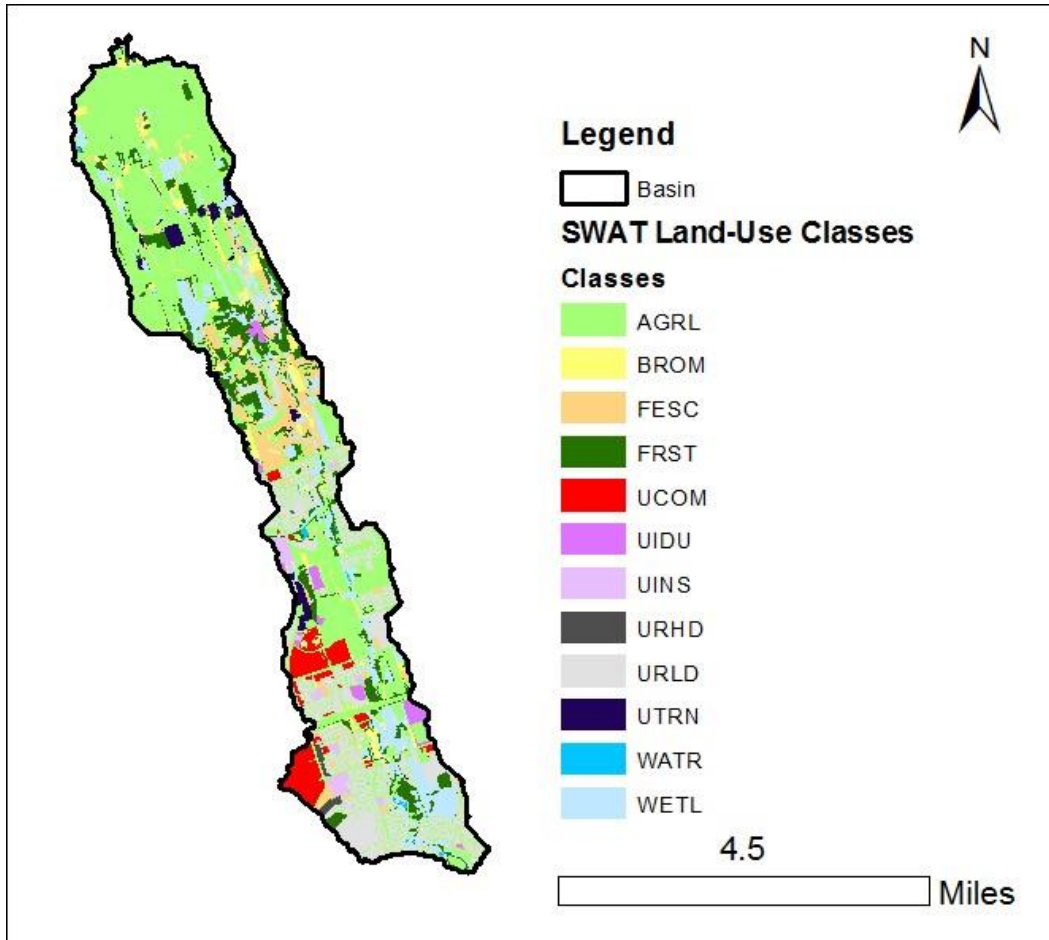 N
Legend
Basin
SWAT Land-Use Classes
Classes
AGRL
BROM
FESC
FRST
UCOM
UIDU
UINS
URHD
URLD
UTRN
WATR
WETL
4.5
Miles